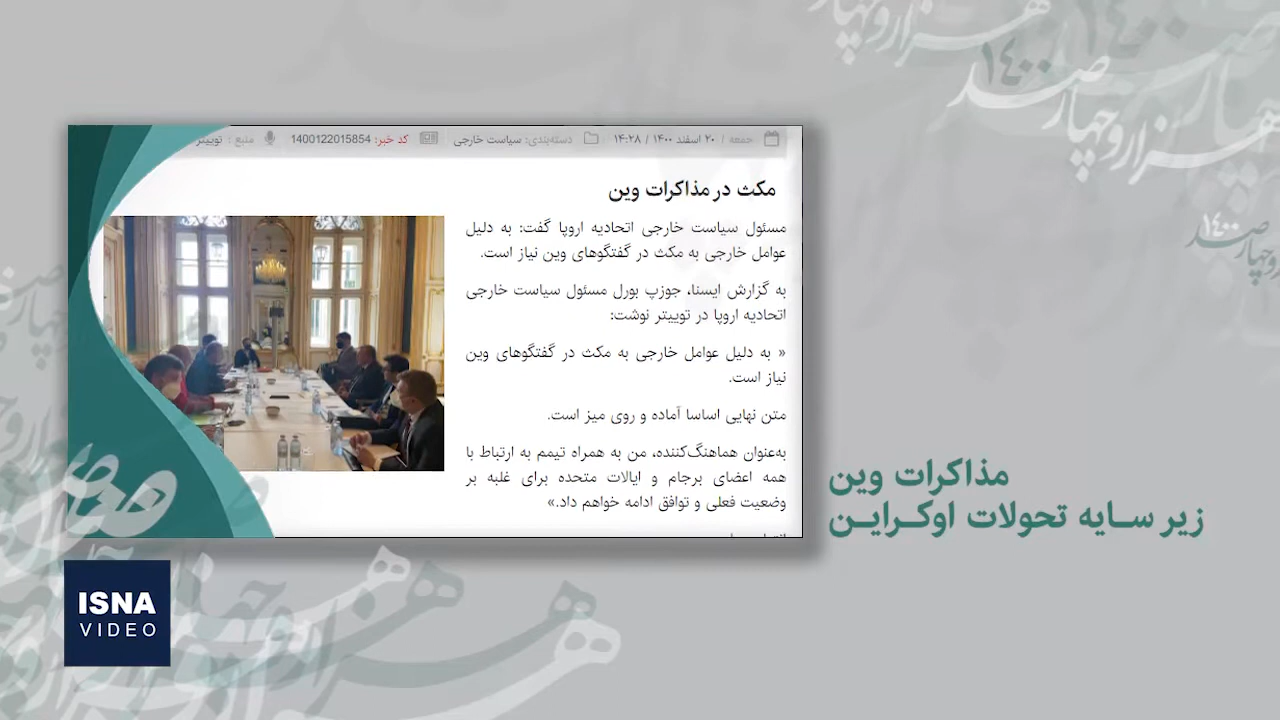 جمعه / ۲۰ اسفند ۱۴۰۰ / ۱۴:۲۸ دسته‌بندی: سیاست خارجی کد خبر: 1400122015854 منبع : توییتر
مکث در مذاکرات وین
مسئول سیاست خارجی اتحادیه اروپا گفت: به دلیل
عوامل خارجی به مکث در گفتگوهای وین نیاز است.
به گزارش ایسنا، جوزپ بورل مسئول سیاست خارجی
اتحادیه اروپا در توییتر نوشت:
« به دلیل عوامل خارجی به مکث در گفتگوهای وین
نیاز است.
متن نهایی اساسا آماده و روی میز است.
به‌عنوان هماهنگ‌کننده، من به همراه تیمم به ارتباط با
همه اعضای برجام و ایالات متحده برای غلبه بر
وضعیت فعلی و توافق ادامه خواهم داد.»
مذاکرات وین
زیر سایه تحولات اوکراین
ISNA
VIDEO
هزاروچهارصد
۱۴۰۰
هزاروچهارصد
۱۴۰۰